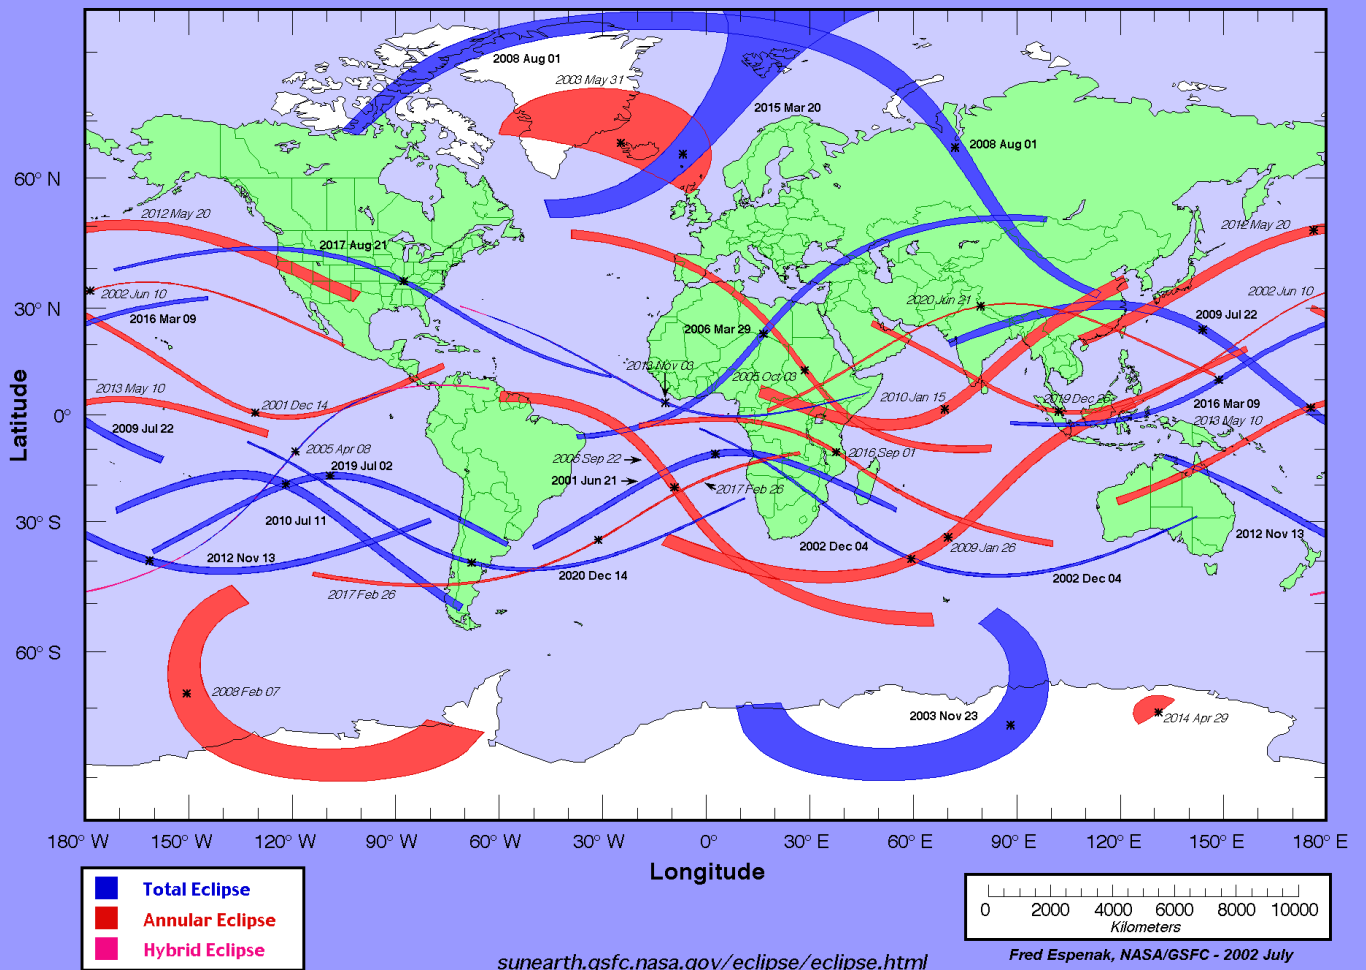 2008 Aug 01
2003 May 31
2015 Mar 20
2008 Aug 01
60° N
2012 May 20
2012 May 20
2017 Aug 21
2002 Jun 10
2020 Jun 21
2002 Jun 10
30° N
2016 Mar 09
2009 Jul 22
2006 Mar 29
2013 Nov 03
2005 Oct 03
2013 May 10
2010 Jan 15
2019 Dec 26
2016 Mar 09
2001 Dec 14
0°
2013 May 10
2009 Jul 22
2005 Apr 08
2016 Sep 01
2006 Sep 22
2019 Jul 02
2001 Jun 21
2017 Feb 26
2010 Jul 11
30° S
2012 Nov 13
2002 Dec 04
2009 Jan 26
2012 Nov 13
2020 Dec 14
2002 Dec 04
2017 Feb 26
60° S
2008 Feb 07
2003 Nov 23
2014 Apr 29
Latitude
180° W 150° W 120° W 90° W 60° W 30° W 0° 30° E 60° E 90° E 120° E 150° E 180° E
Longitude
Total Eclipse
Annular Eclipse
Hybrid Eclipse
0 2000 4000 6000 8000 10000
Kilometers
Fred Espenak, NASA/GSFC - 2002 July
sunearth.gsfc.nasa.gov/eclipse/eclipse.html